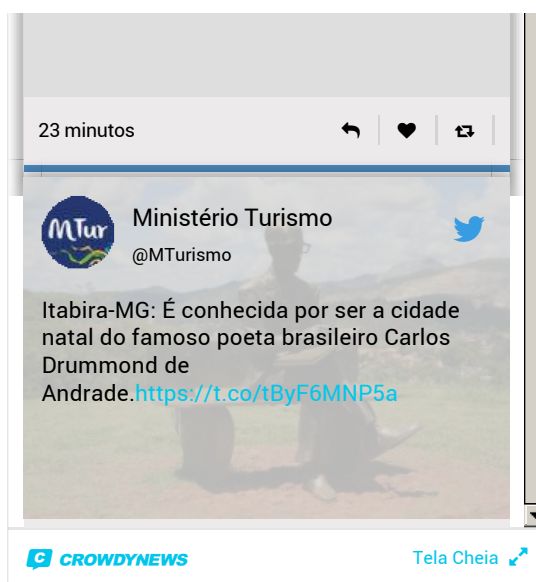 23 minutos
MTur
Ministério Turismo
@MTurismo
Itabira-MG: É conhecida por ser a cidade
natal do famoso poeta brasileiro Carlos
Drummond de
Andrade.https://t.co/tByF6MNP5a
C CROWDYNEWS
Tela Cheia